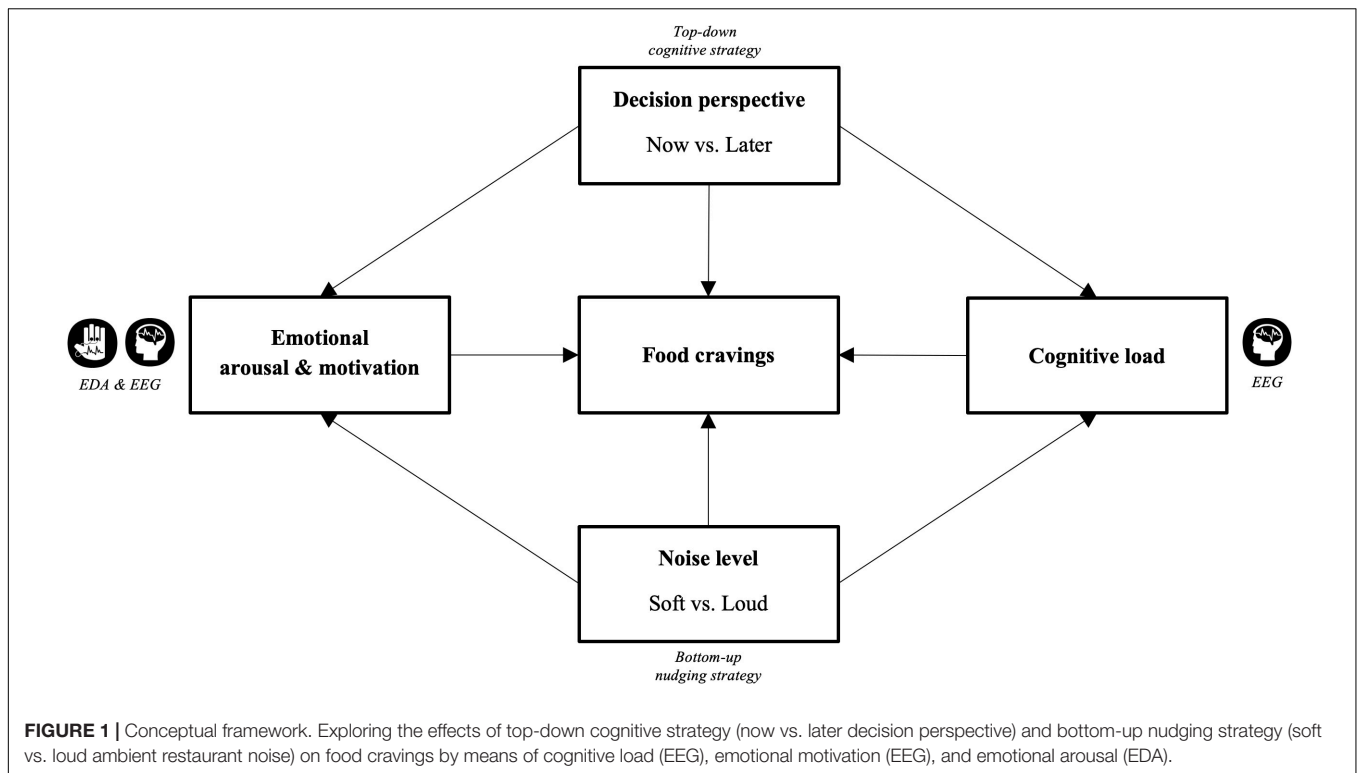 Top-down
cognitive strategy
Decision perspective
Now vs. Later
Emotional
arousal & motivation
EDA & EEG
Food cravings
Cognitive load
EEG
Noise level
Soft vs. Loud
Bottom-up
nudging strategy
FIGURE 1 | Conceptual framework. Exploring the effects of top-down cognitive strategy (now vs. later decision perspective) and bottom-up nudging strategy (soft
vs. loud ambient restaurant noise) on food cravings by means of cognitive load (EEG), emotional motivation (EEG), and emotional arousal (EDA).